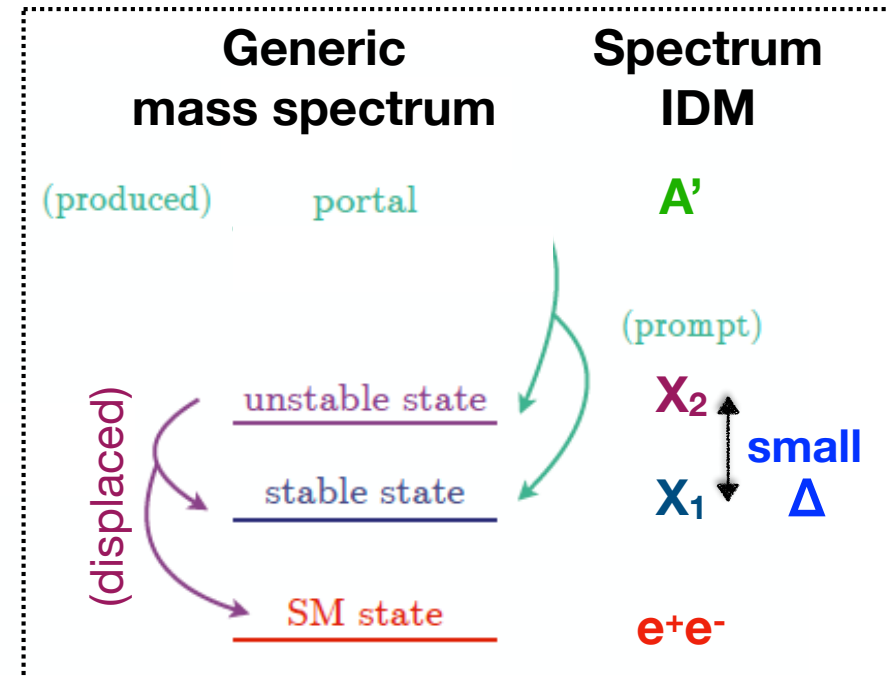 Generic
mass spectrum
Spectrum
IDM
(produced) portal A’
(prompt)
unstable state X₂
small
stable state X₁ Δ
(displaced)
SM state e⁺e⁻